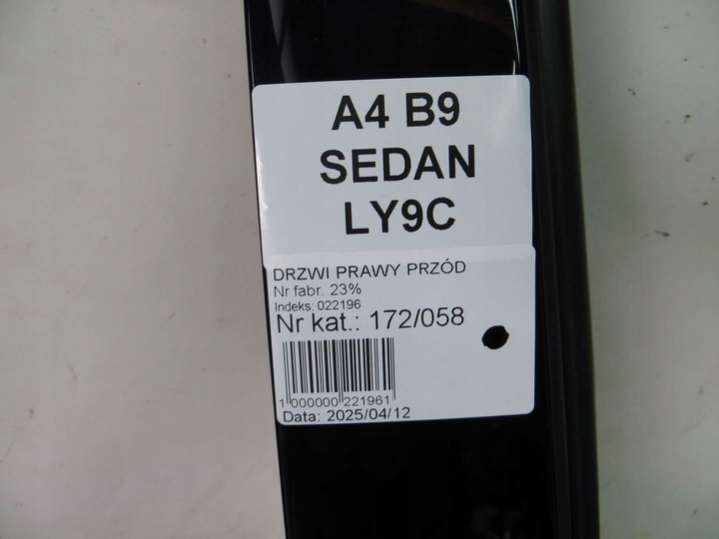 A4 B9
SEDAN
LY9C
DRZWI PRAWY PRZÓD
Nr fabr. 23%
Indeks: 022196
Nr kat.: 172/058
1 000000 221961
Data: 2025/04/12